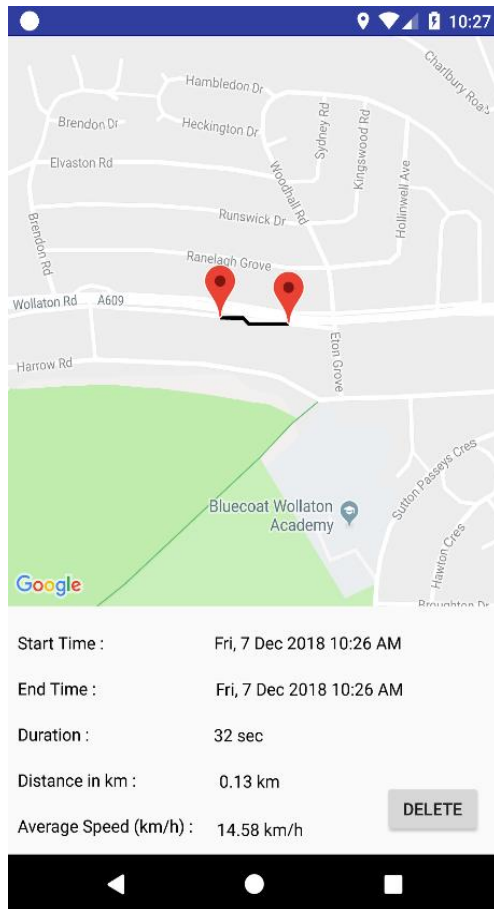 10:27
Charlbury Road
Hambledon Dr
Brendon Dr
Heckington Dr
Sydney Rd
Kingswood Rd
Elvaston Rd
Woodhall Rd
Hollinwell Ave
Brendon Rd
Runswick Dr
Ranelagh Grove
Wollaton Rd A609
Eton Grove
Harrow Rd
Sutton Passeys Cres
Bluecoat Wollaton
Academy
Hawton Cres
Google
Broughton Dr
Start Time : Fri, 7 Dec 2018 10:26 AM
End Time : Fri, 7 Dec 2018 10:26 AM
Duration : 32 sec
Distance in km : 0.13 km
DELETE
Average Speed (km/h) : 14.58 km/h